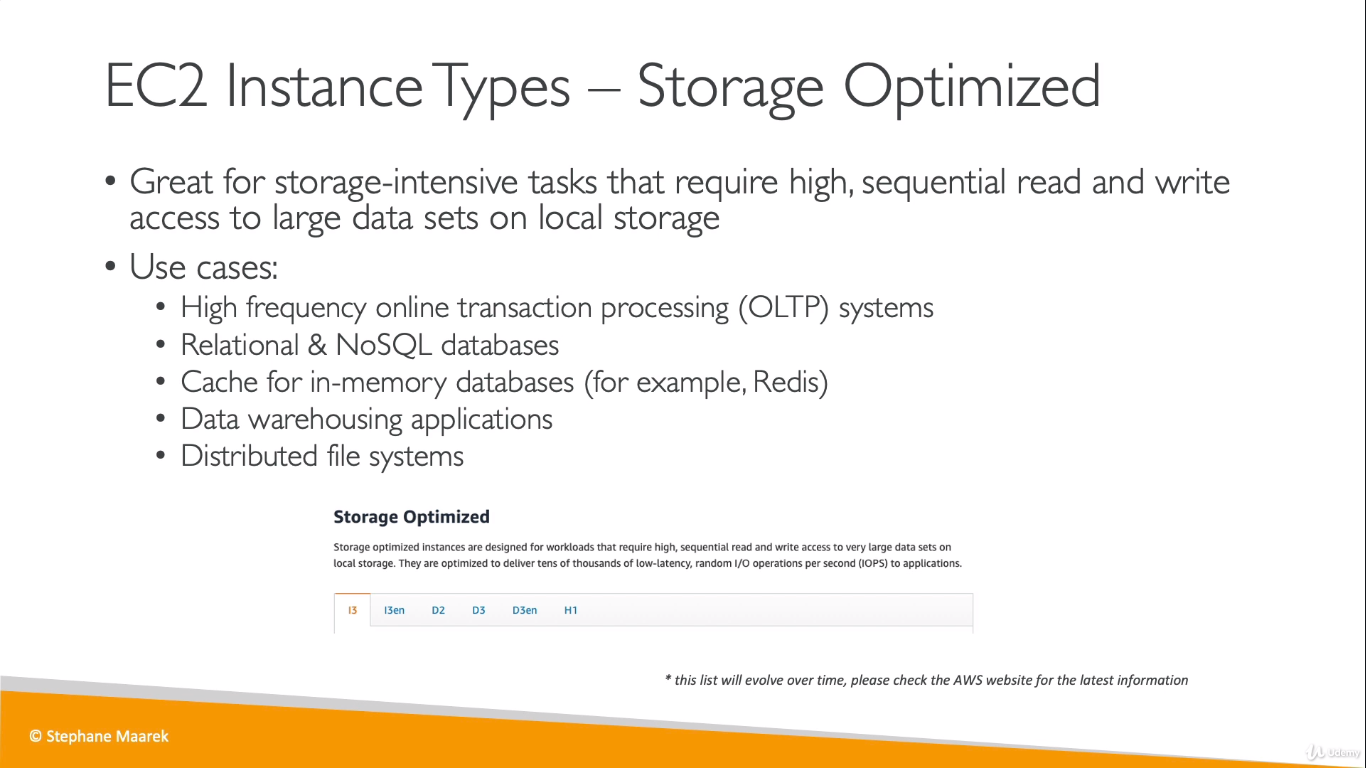 EC2 Instance Types – Storage Optimized
• Great for storage-intensive tasks that require high, sequential read and write
access to large data sets on local storage
• Use cases:
• High frequency online transaction processing (OLTP) systems
• Relational & NoSQL databases
• Cache for in-memory databases (for example, Redis)
• Data warehousing applications
• Distributed file systems
Storage Optimized
Storage optimized instances are designed for workloads that require high, sequential read and write access to very large data sets on
local storage. They are optimized to deliver tens of thousands of low-latency, random I/O operations per second (IOPS) to applications.
I3 I3en D2 D3 D3en H1
* this list will evolve over time, please check the AWS website for the latest information
© Stephane Maarek
Udemy